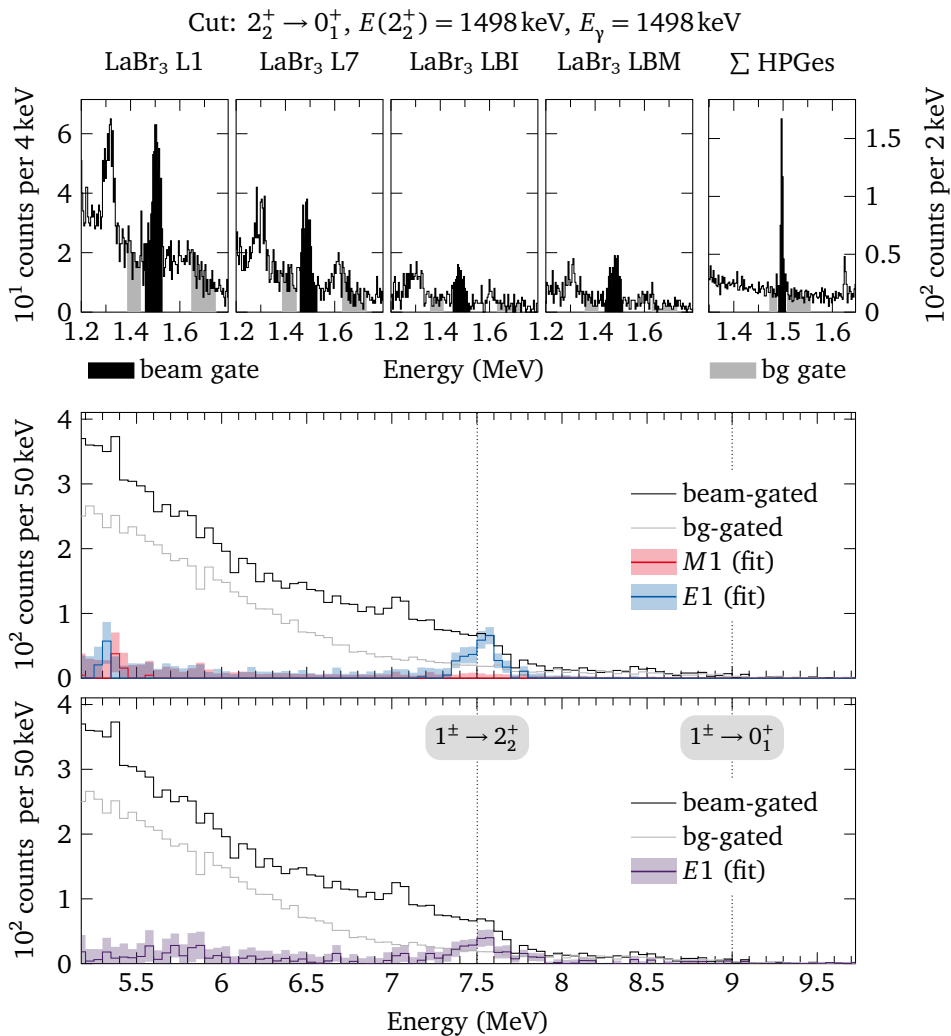 Cut: 2₂⁺ → 0₁⁺, E(2₂⁺) = 1498 keV, E_γ = 1498 keV
LaBr₃ L1 LaBr₃ L7 LaBr₃ LBI LaBr₃ LBM ∑ HPGes
10¹ counts per 4 keV
0 2 4 6
1.2 1.4 1.6 1.2 1.4 1.6 1.2 1.4 1.6 1.2 1.4 1.6 1.4 1.5 1.6
0 0.5 1 1.5
10² counts per 2 keV
beam gate Energy (MeV) bg gate
10² counts per 50 keV
0 1 2 3 4
beam-gated
bg-gated
M1 (fit)
E1 (fit)
10² counts per 50 keV
0 1 2 3 4
1± → 2₂⁺ 1± → 0₁⁺
beam-gated
bg-gated
E1 (fit)
5.5 6 6.5 7 7.5 8 8.5 9 9.5
Energy (MeV)